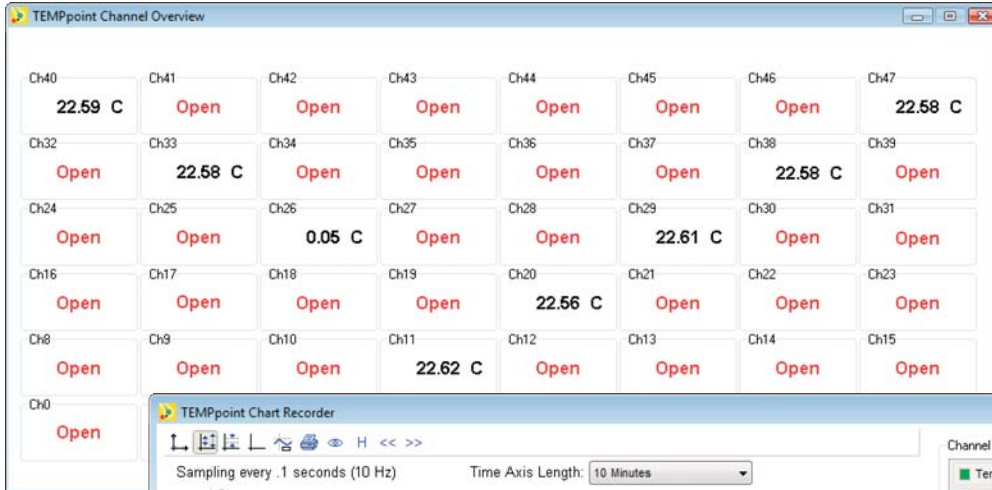 TEMPpoint Channel Overview
Ch40 Ch41 Ch42 Ch43 Ch44 Ch45 Ch46 Ch47
22.59 C Open Open Open Open Open Open 22.58 C
Ch32 Ch33 Ch34 Ch35 Ch36 Ch37 Ch38 Ch39
Open 22.58 C Open Open Open Open 22.58 C Open
Ch24 Ch25 Ch26 Ch27 Ch28 Ch29 Ch30 Ch31
Open Open 0.05 C Open Open 22.61 C Open Open
Ch16 Ch17 Ch18 Ch19 Ch20 Ch21 Ch22 Ch23
Open Open Open Open 22.56 C Open Open Open
Ch8 Ch9 Ch10 Ch11 Ch12 Ch13 Ch14 Ch15
Open Open Open 22.62 C Open Open Open Open
Ch0
Open
TEMPpoint Chart Recorder
H << >>
Channel
Sampling every .1 seconds (10 Hz) Time Axis Length: 10 Minutes